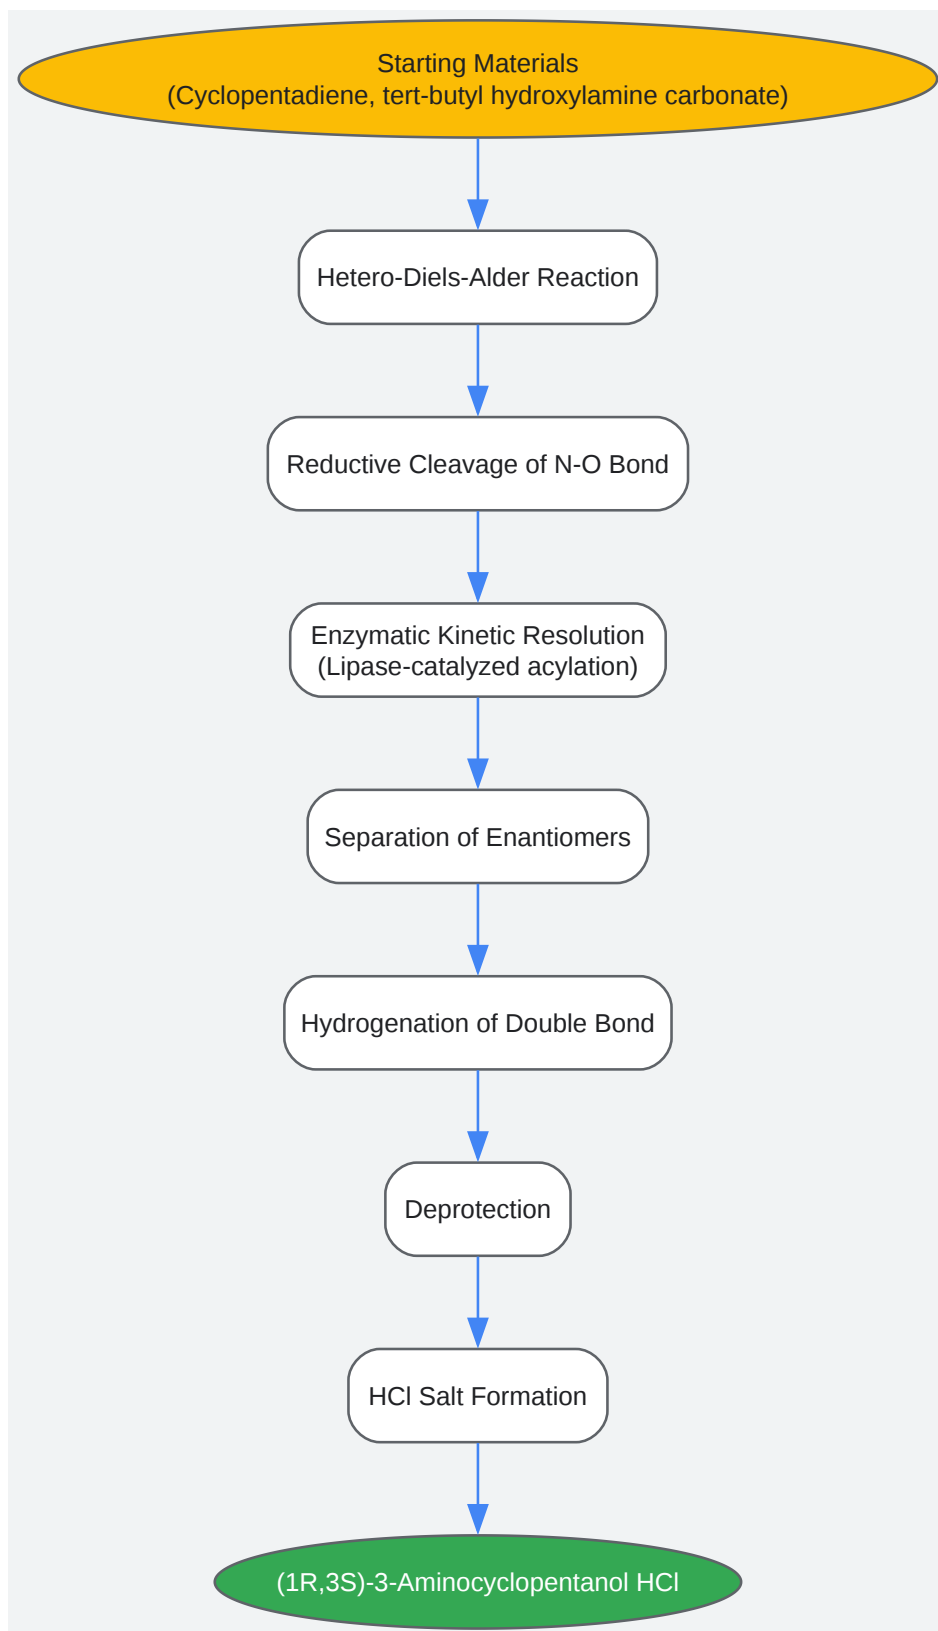 Starting Materials
(Cyclopentadiene, tert-butyl hydroxylamine carbonate)
Hetero-Diels-Alder Reaction
Reductive Cleavage of N-O Bond
Enzymatic Kinetic Resolution
(Lipase-catalyzed acylation)
Separation of Enantiomers
Hydrogenation of Double Bond
Deprotection
HCl Salt Formation
(1R,3S)-3-Aminocyclopentanol HCl